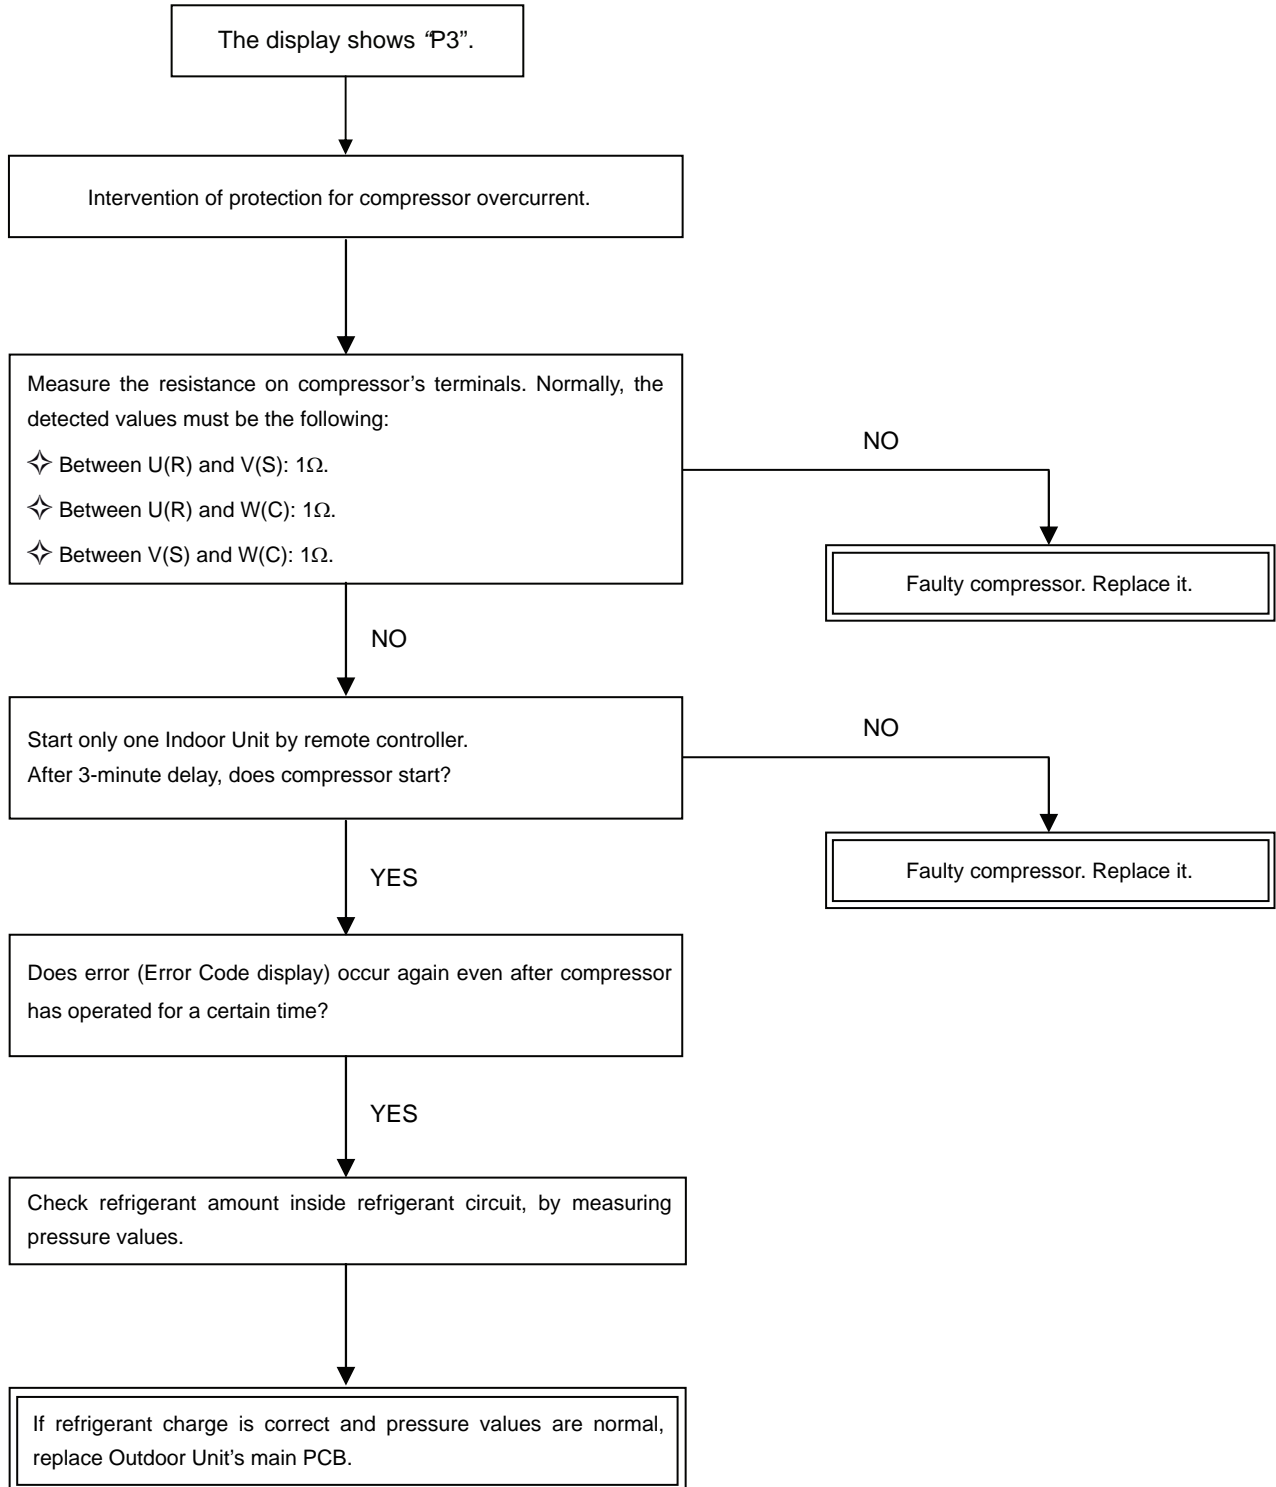 The display shows “P3”.
Intervention of protection for compressor overcurrent.
Measure the resistance on compressor’s terminals. Normally, the
detected values must be the following:
✧ Between U(R) and V(S): 1Ω.
✧ Between U(R) and W(C): 1Ω.
✧ Between V(S) and W(C): 1Ω.
NO
Faulty compressor. Replace it.
NO
Start only one Indoor Unit by remote controller.
After 3-minute delay, does compressor start?
NO
Faulty compressor. Replace it.
YES
Does error (Error Code display) occur again even after compressor
has operated for a certain time?
YES
Check refrigerant amount inside refrigerant circuit, by measuring
pressure values.
If refrigerant charge is correct and pressure values are normal,
replace Outdoor Unit’s main PCB.